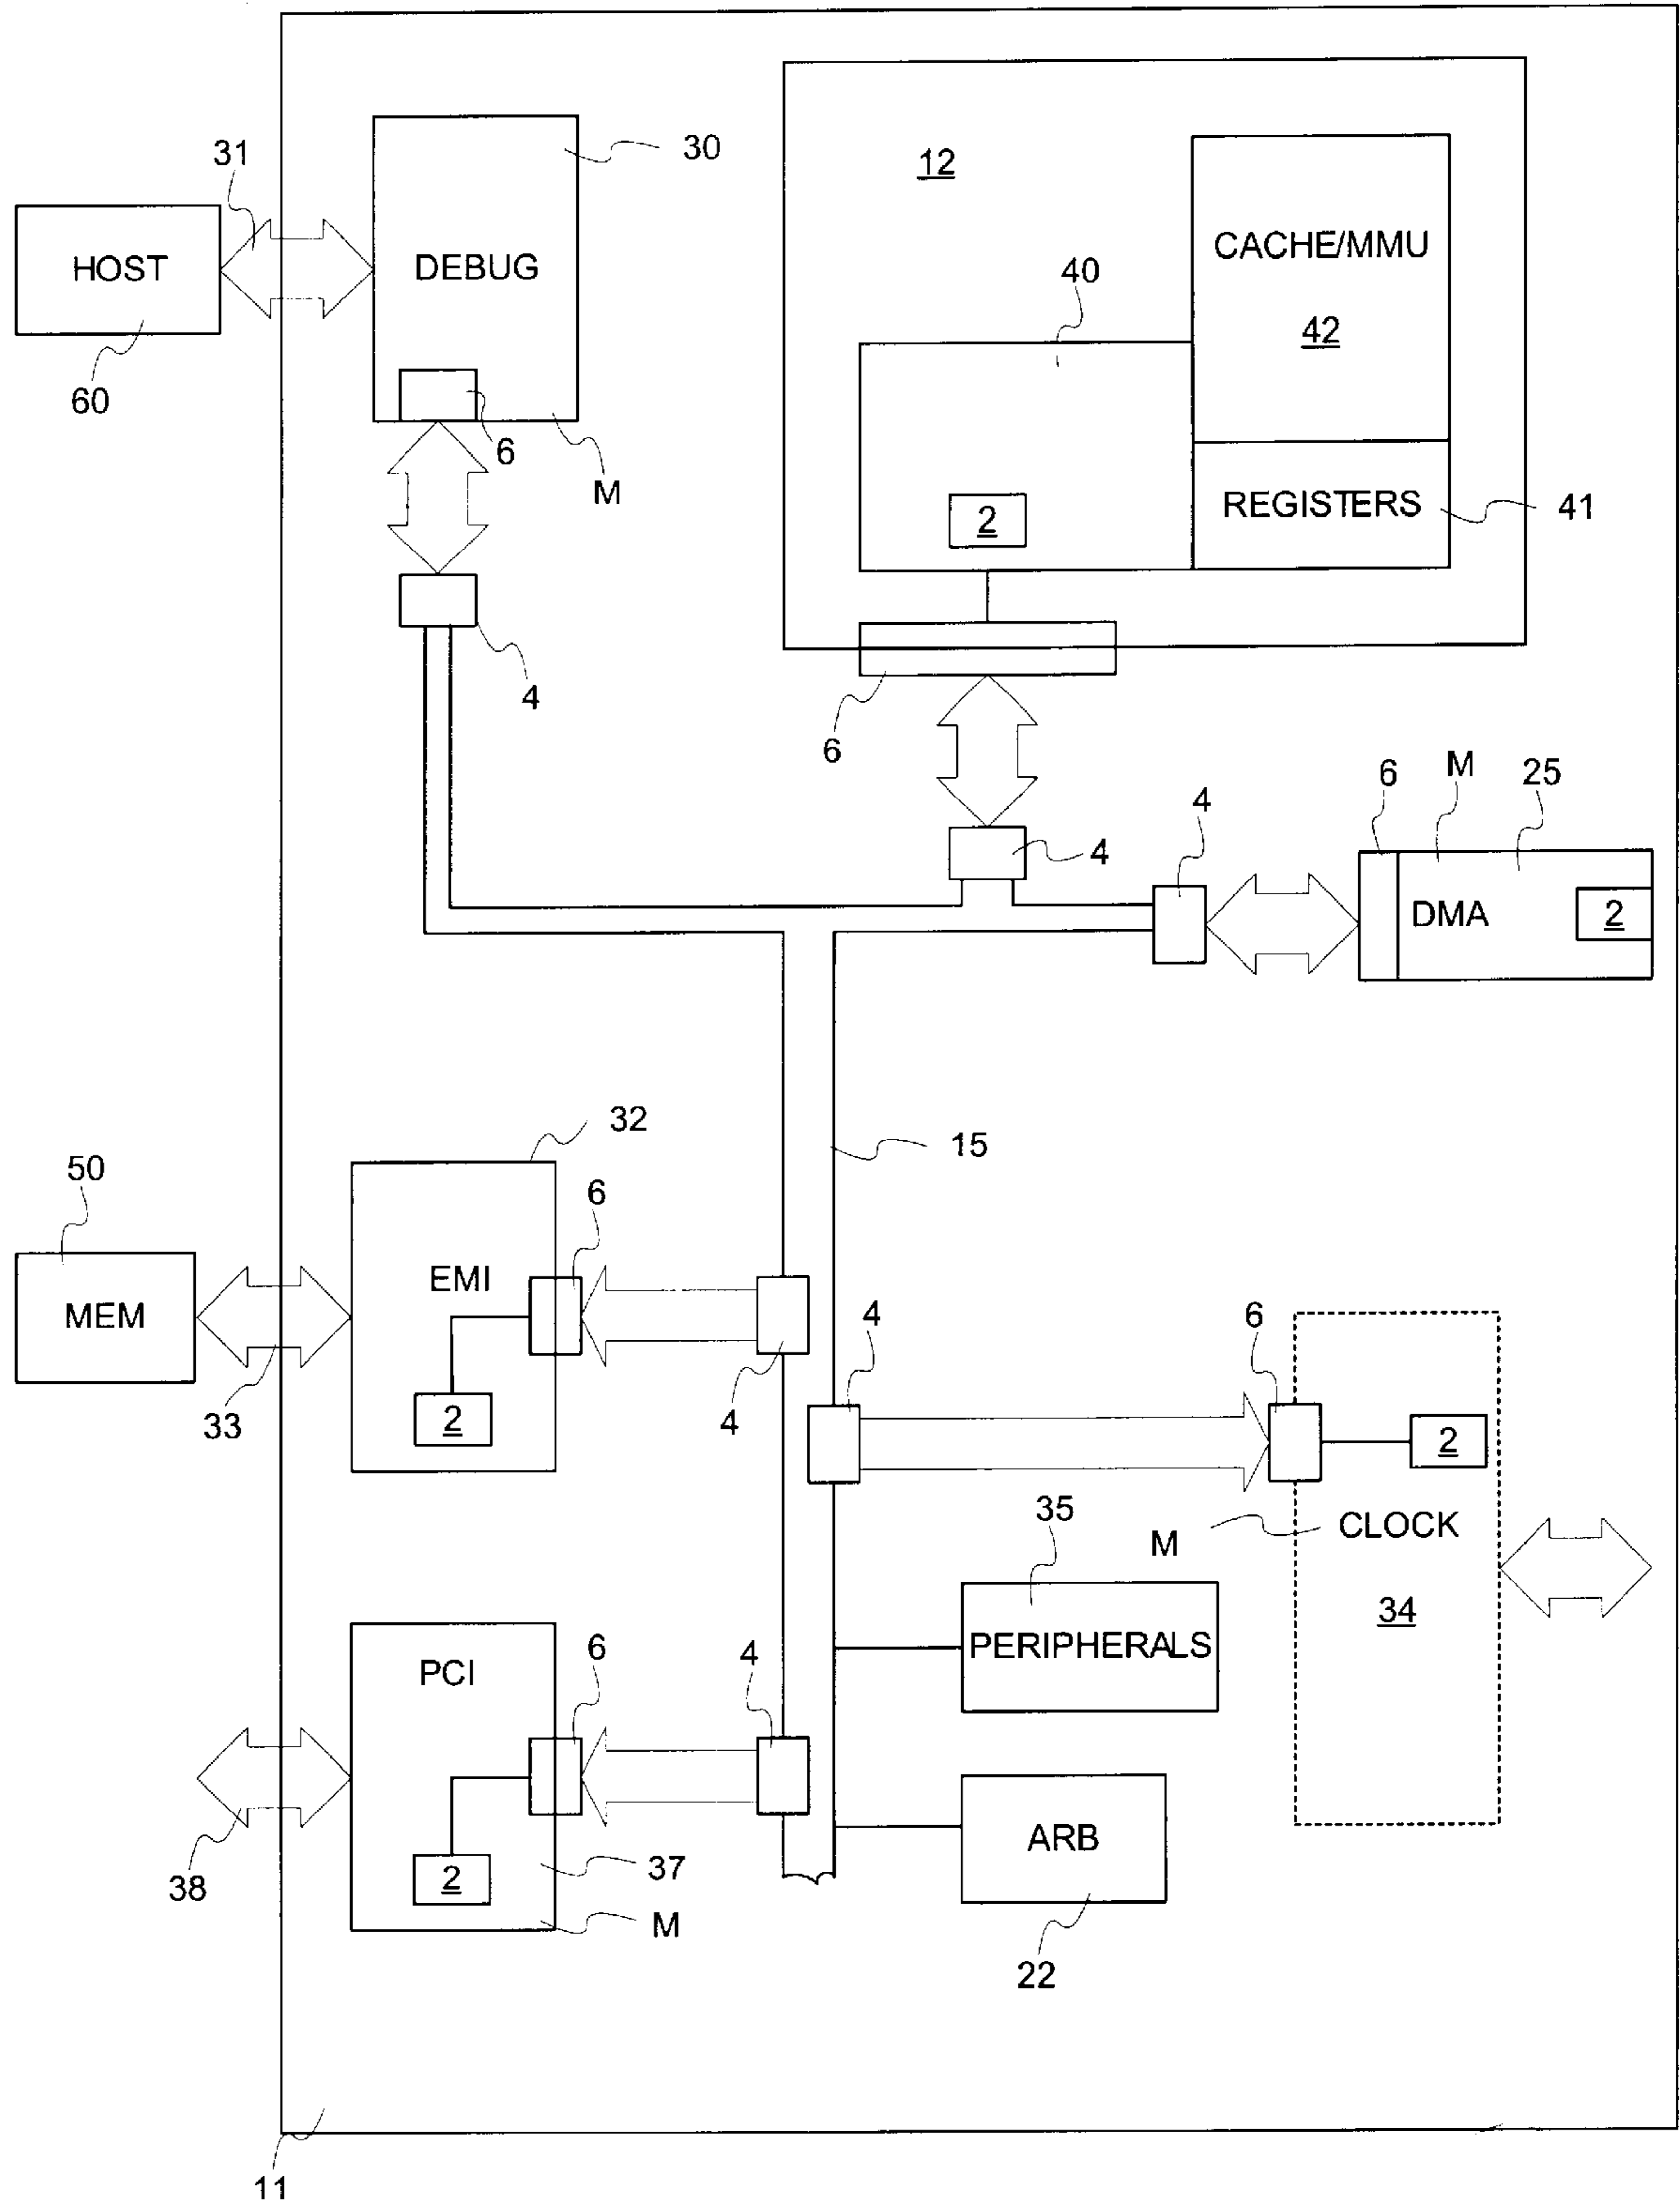 31
30
12
HOST
DEBUG
CACHE/MMU
40
42
60
6
M
2
REGISTERS
41
4
6
4
4
6
M
25
DMA
2
32
15
50
6
EMI
MEM
4
6
2
4
33
2
35
M
CLOCK
34
PCI
6
4
PERIPHERALS
38
2
37
ARB
M
22
11